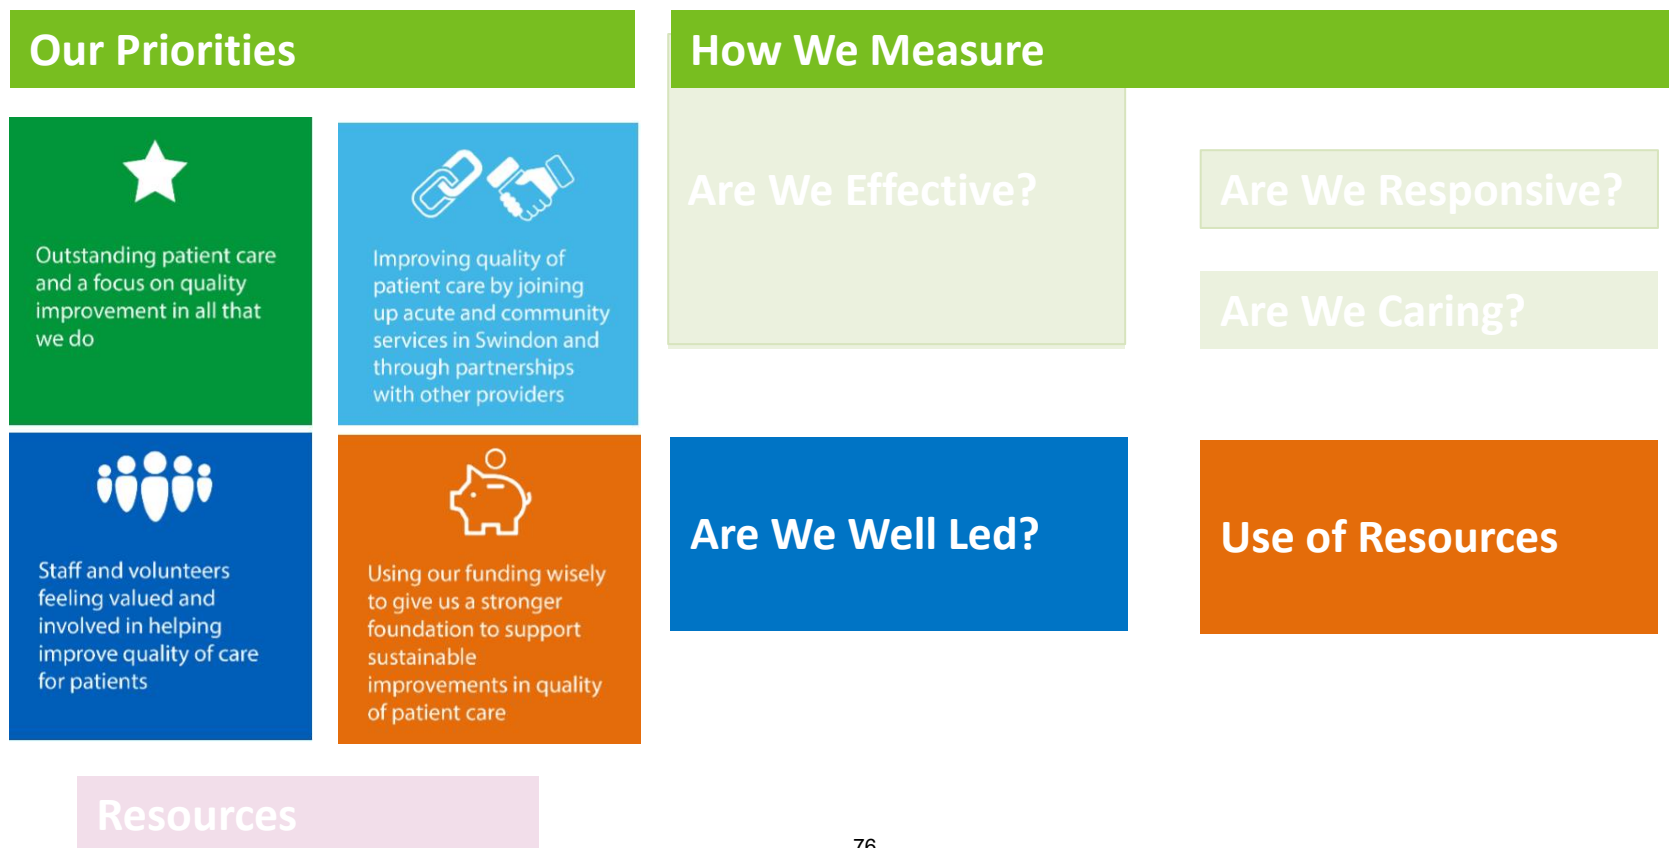 Our Priorities
How We Measure
Outstanding patient care
and a focus on quality
improvement in all that
we do
Improving quality of
patient care by joining
up acute and community
services in Swindon and
through partnerships
with other providers
Are We Effective?
Are We Responsive?
Are We Caring?
Staff and volunteers
feeling valued and
involved in helping
improve quality of care
for patients
Using our funding wisely
to give us a stronger
foundation to support
sustainable
improvements in quality
of patient care
Are We Well Led?
Use of Resources
Resources
76